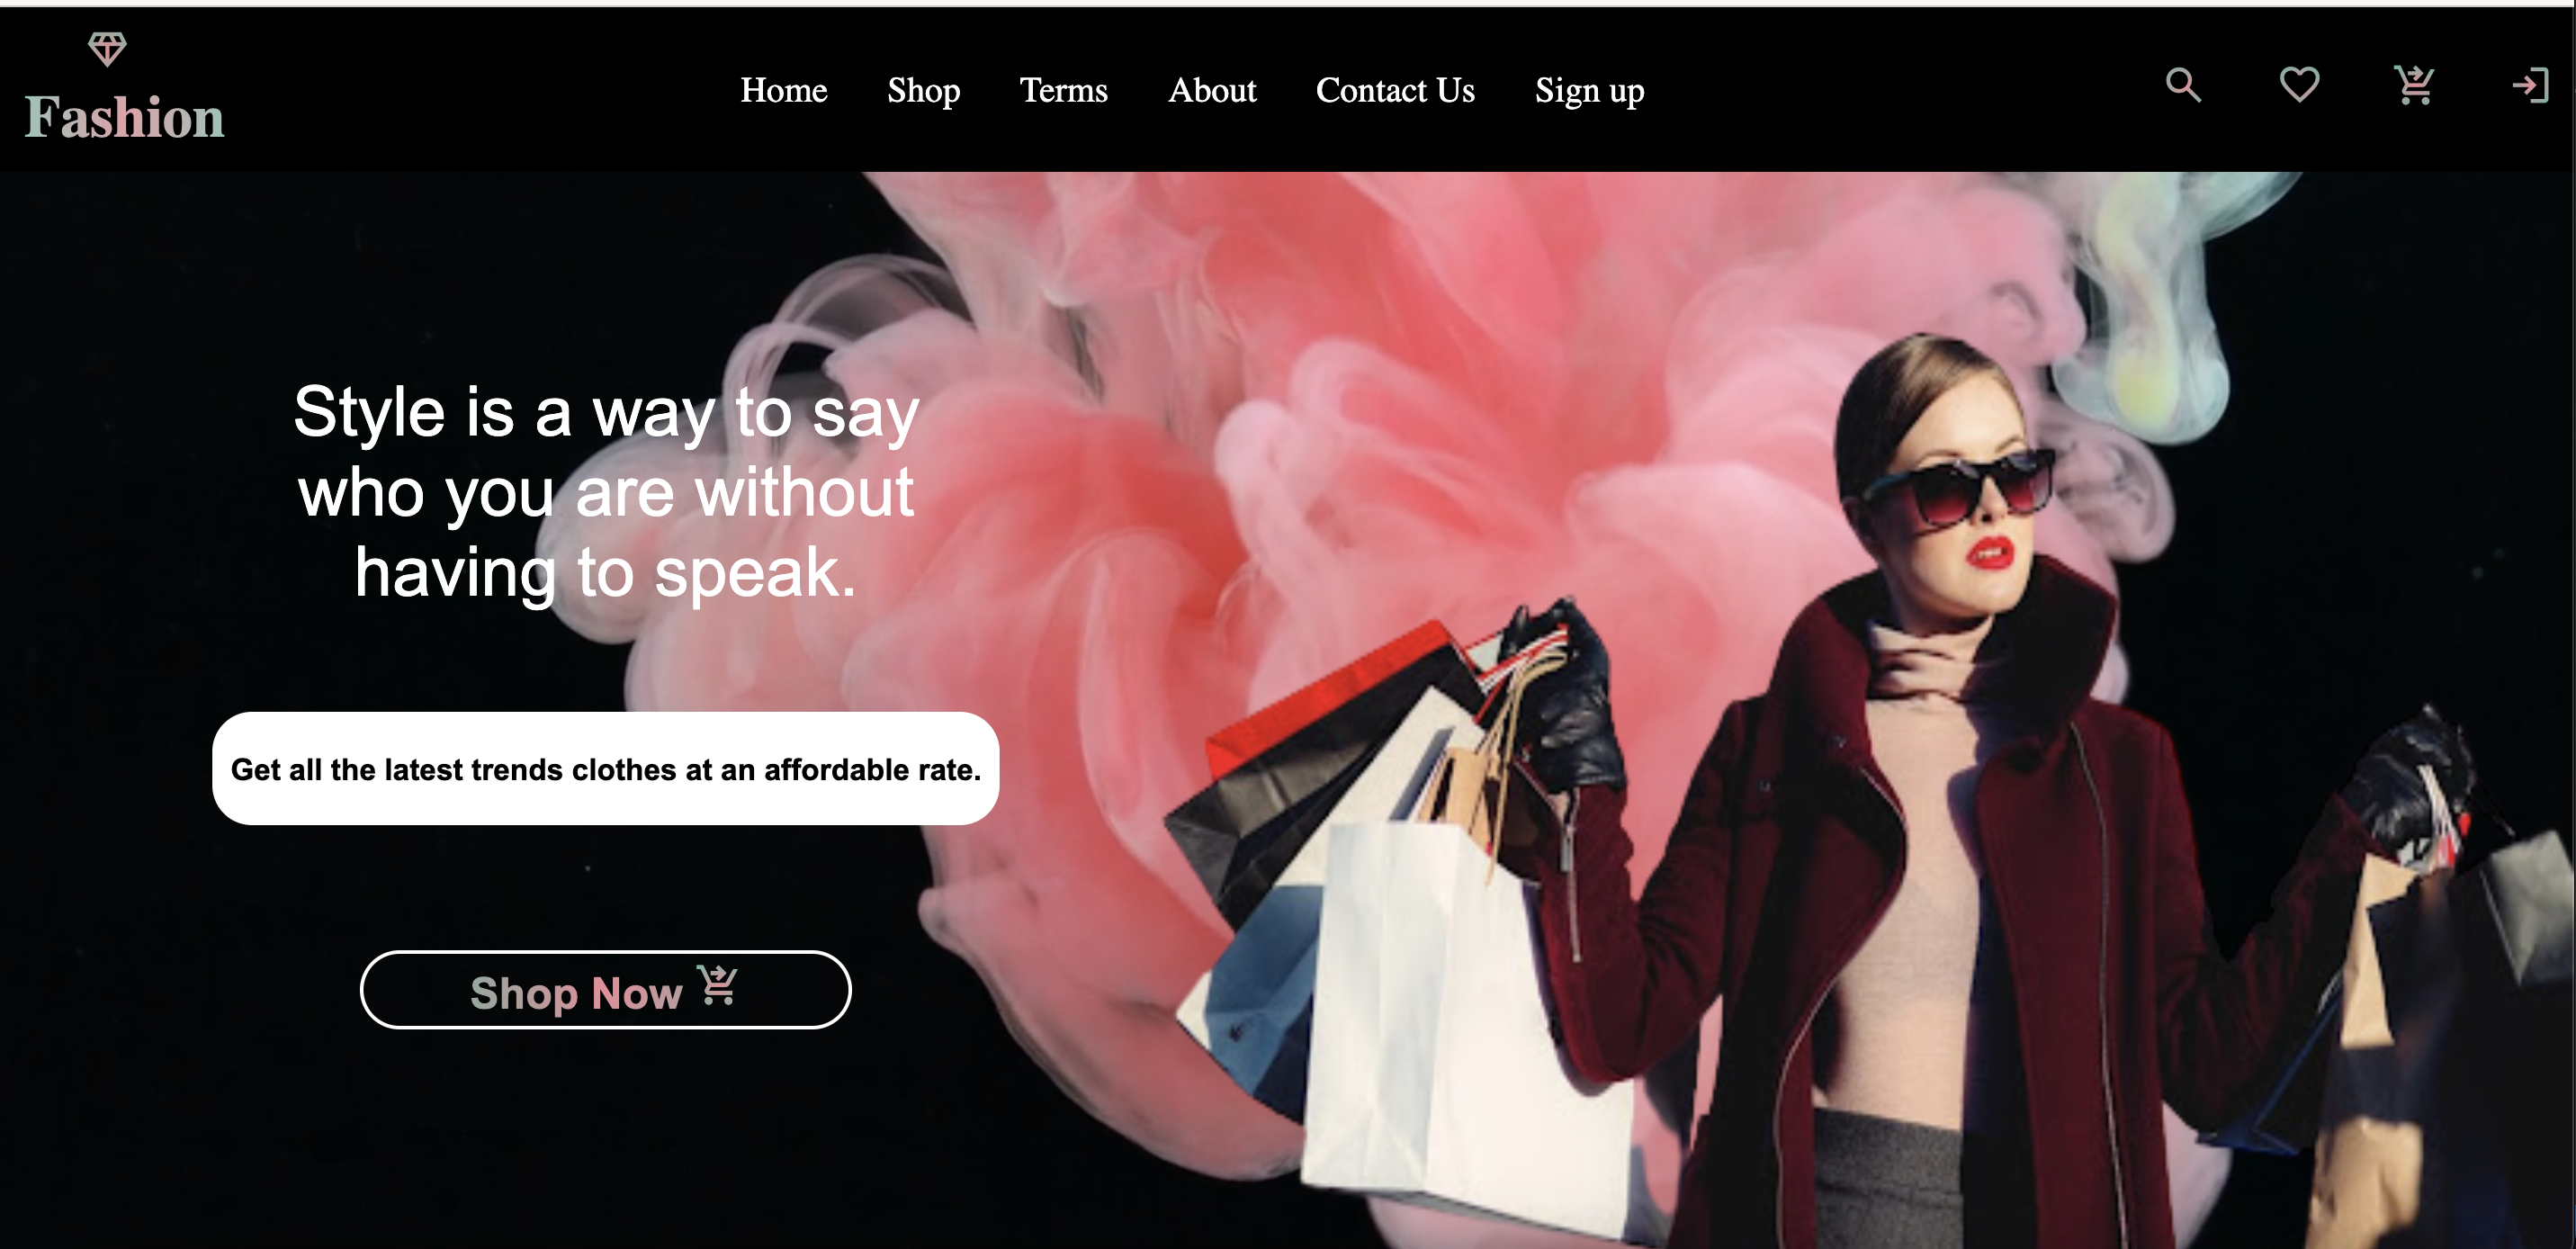 Fashion
Home Shop Terms About Contact Us Sign up
Style is a way to say
who you are without
having to speak.
Get all the latest trends clothes at an affordable rate.
Shop Now